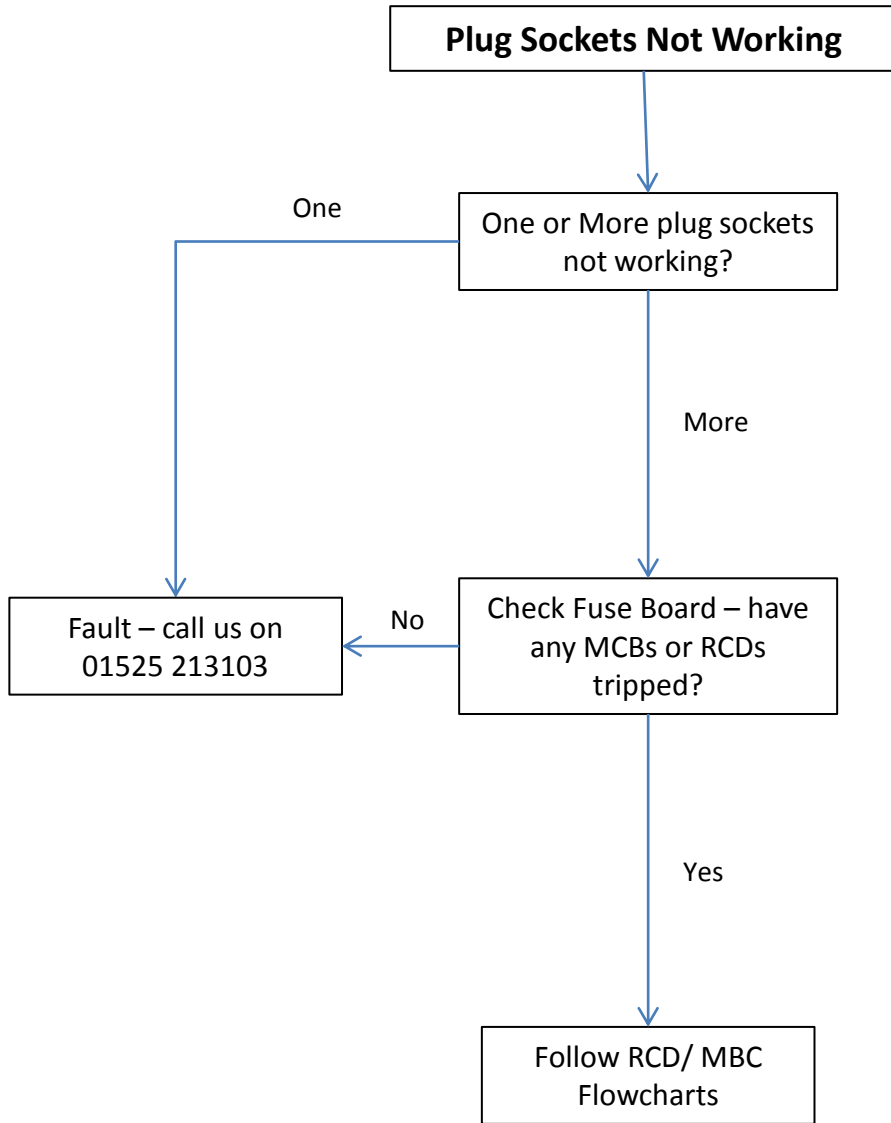 Plug Sockets Not Working
One
One or More plug sockets
not working?
More
Fault – call us on
01525 213103
No
Check Fuse Board – have
any MCBs or RCDs
tripped?
Yes
Follow RCD/ MBC
Flowcharts